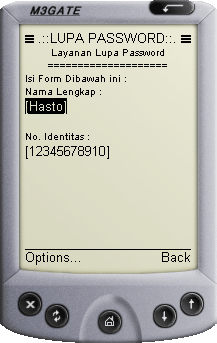 M3GATE
≡ .::LUPA PASSWORD::. ≡
Layanan Lupa Password
====================
Isi Form Dibawah ini :
Nama Lengkap :
[Hasto]
No. Identitas :
[12345678910]
Options... Back